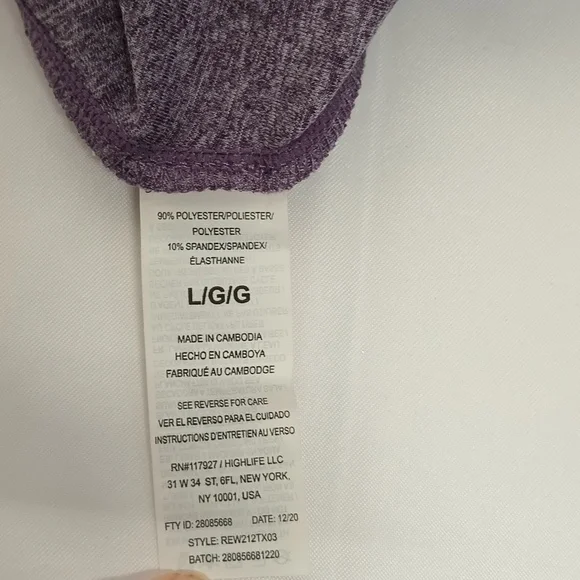 90% POLYESTER/POLIESTER/
POLYESTER
10% SPANDEX/SPANDEX/
ÉLASTHANNE
L/G/G
MADE IN CAMBODIA
HECHO EN CAMBOYA
FABRIQUÉ AU CAMBODGE
SEE REVERSE FOR CARE
VER EL REVERSO PARA EL CUIDADO
INSTRUCTIONS D'ENTRETIEN AU VERSO
RN#117927 / HIGHLIFE LLC
31 W 34 ST, 6FL, NEW YORK,
NY 10001, USA
FTY ID: 28085668 DATE: 12/20
STYLE: REW212TX03
BATCH: 280856681220